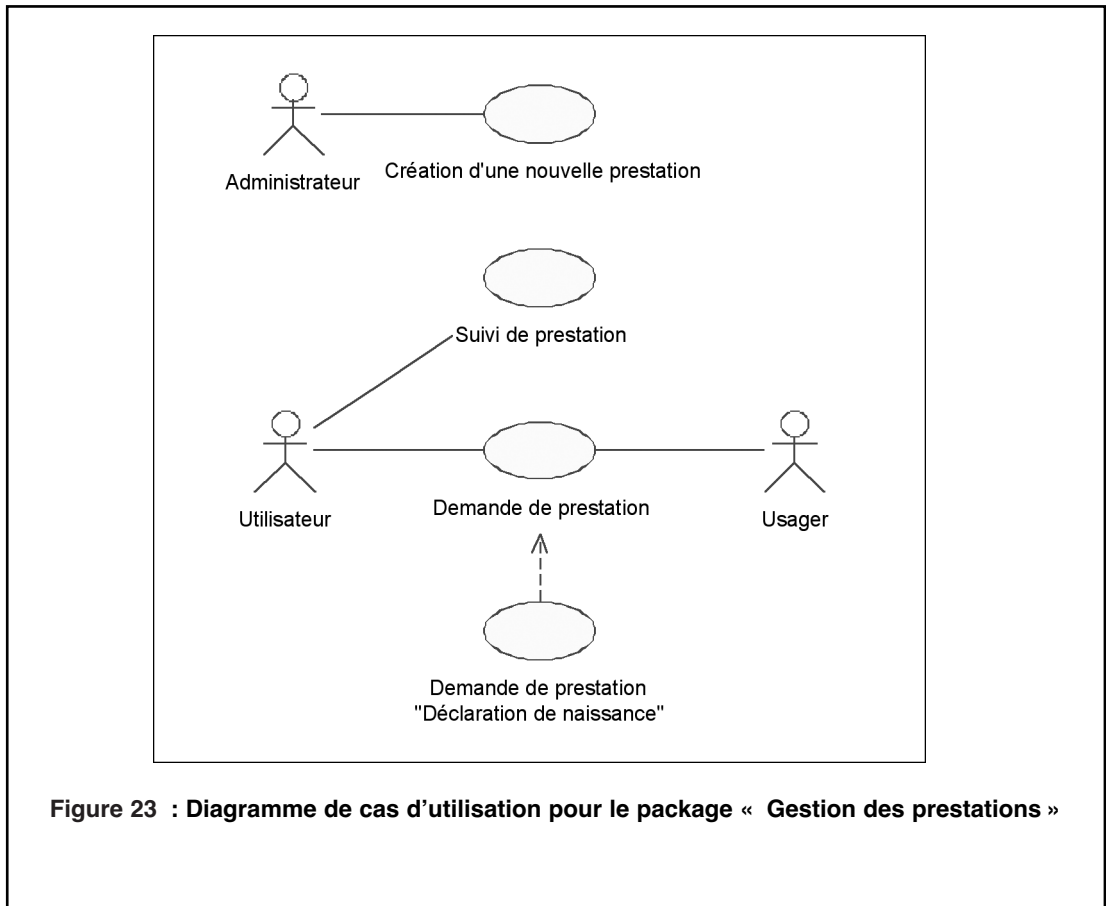 Administrateur
Création d'une nouvelle prestation
Suivi de prestation
Utilisateur
Demande de prestation
Usager
Demande de prestation
"Déclaration de naissance"
Figure 23 : Diagramme de cas d’utilisation pour le package « Gestion des prestations »